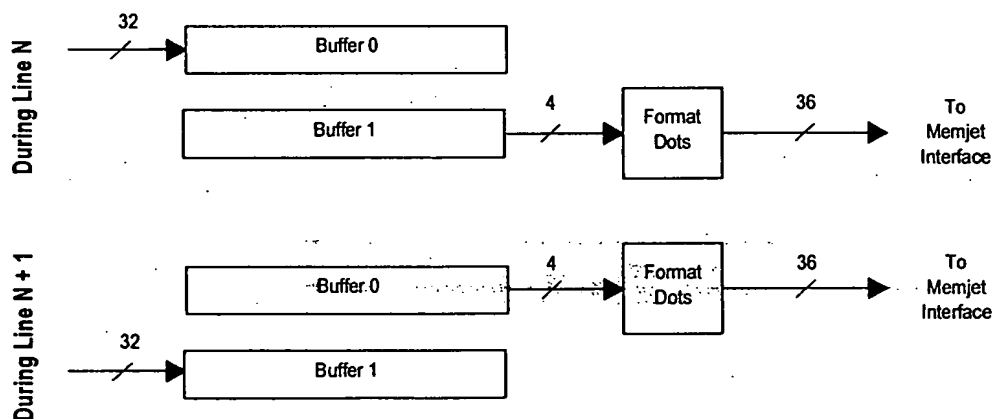 During Line N
32
Buffer 0
Buffer 1
4
Format
Dots
36
To
Memjet
Interface
During Line N + 1
Buffer 0
4
Format
Dots
36
To
Memjet
Interface
32
Buffer 1